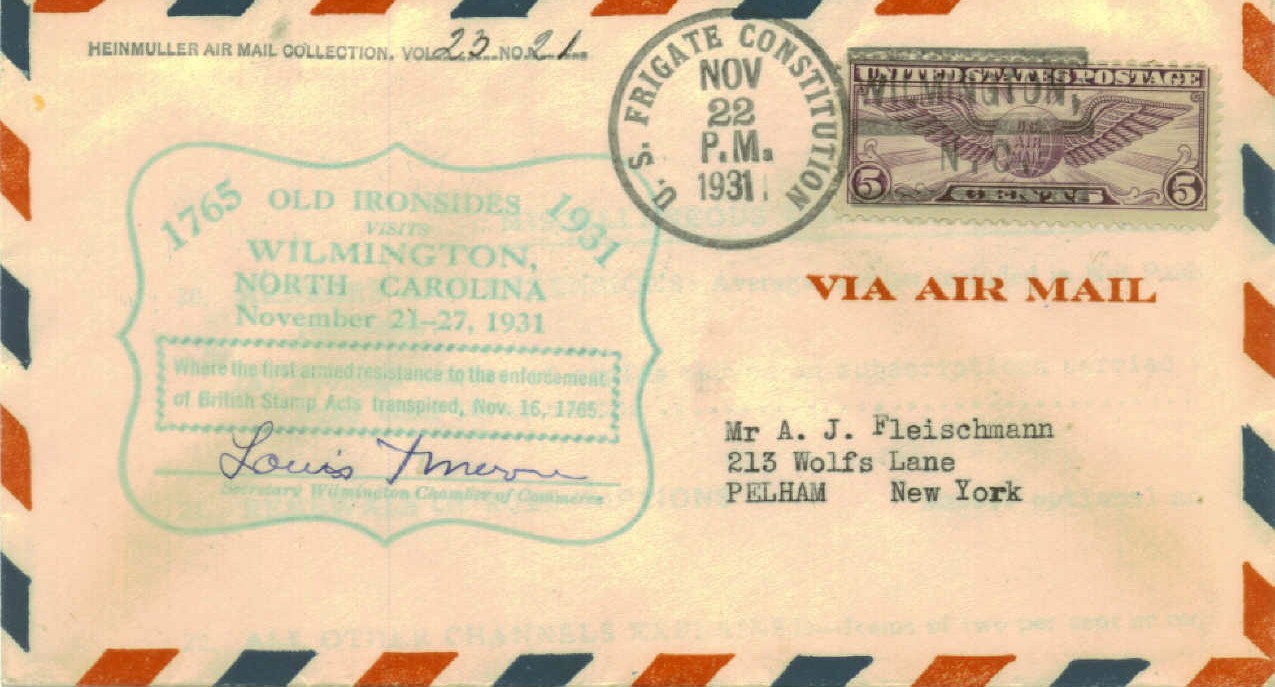 HEINMULLER AIR MAIL COLLECTION. VOL. 23 NO. 21
U.S. FRIGATE CONSTITUTION
NOV
22
P.M.
1931
WILMINGTON,
N.C.
UNITED STATES POSTAGE
U.S.
AIR
MAIL
5 CENTS 5
VIA AIR MAIL
1765 1931
OLD IRONSIDES
VISITS
WILMINGTON,
NORTH CAROLINA
November 21-27, 1931
Where the first armed resistance to the enforcement
of British Stamp Acts transpired, Nov. 16, 1765.
Louis T Moore
Secretary Wilmington Chamber of Commerce
Mr A. J. Fleischmann
213 Wolfs Lane
PELHAM New York